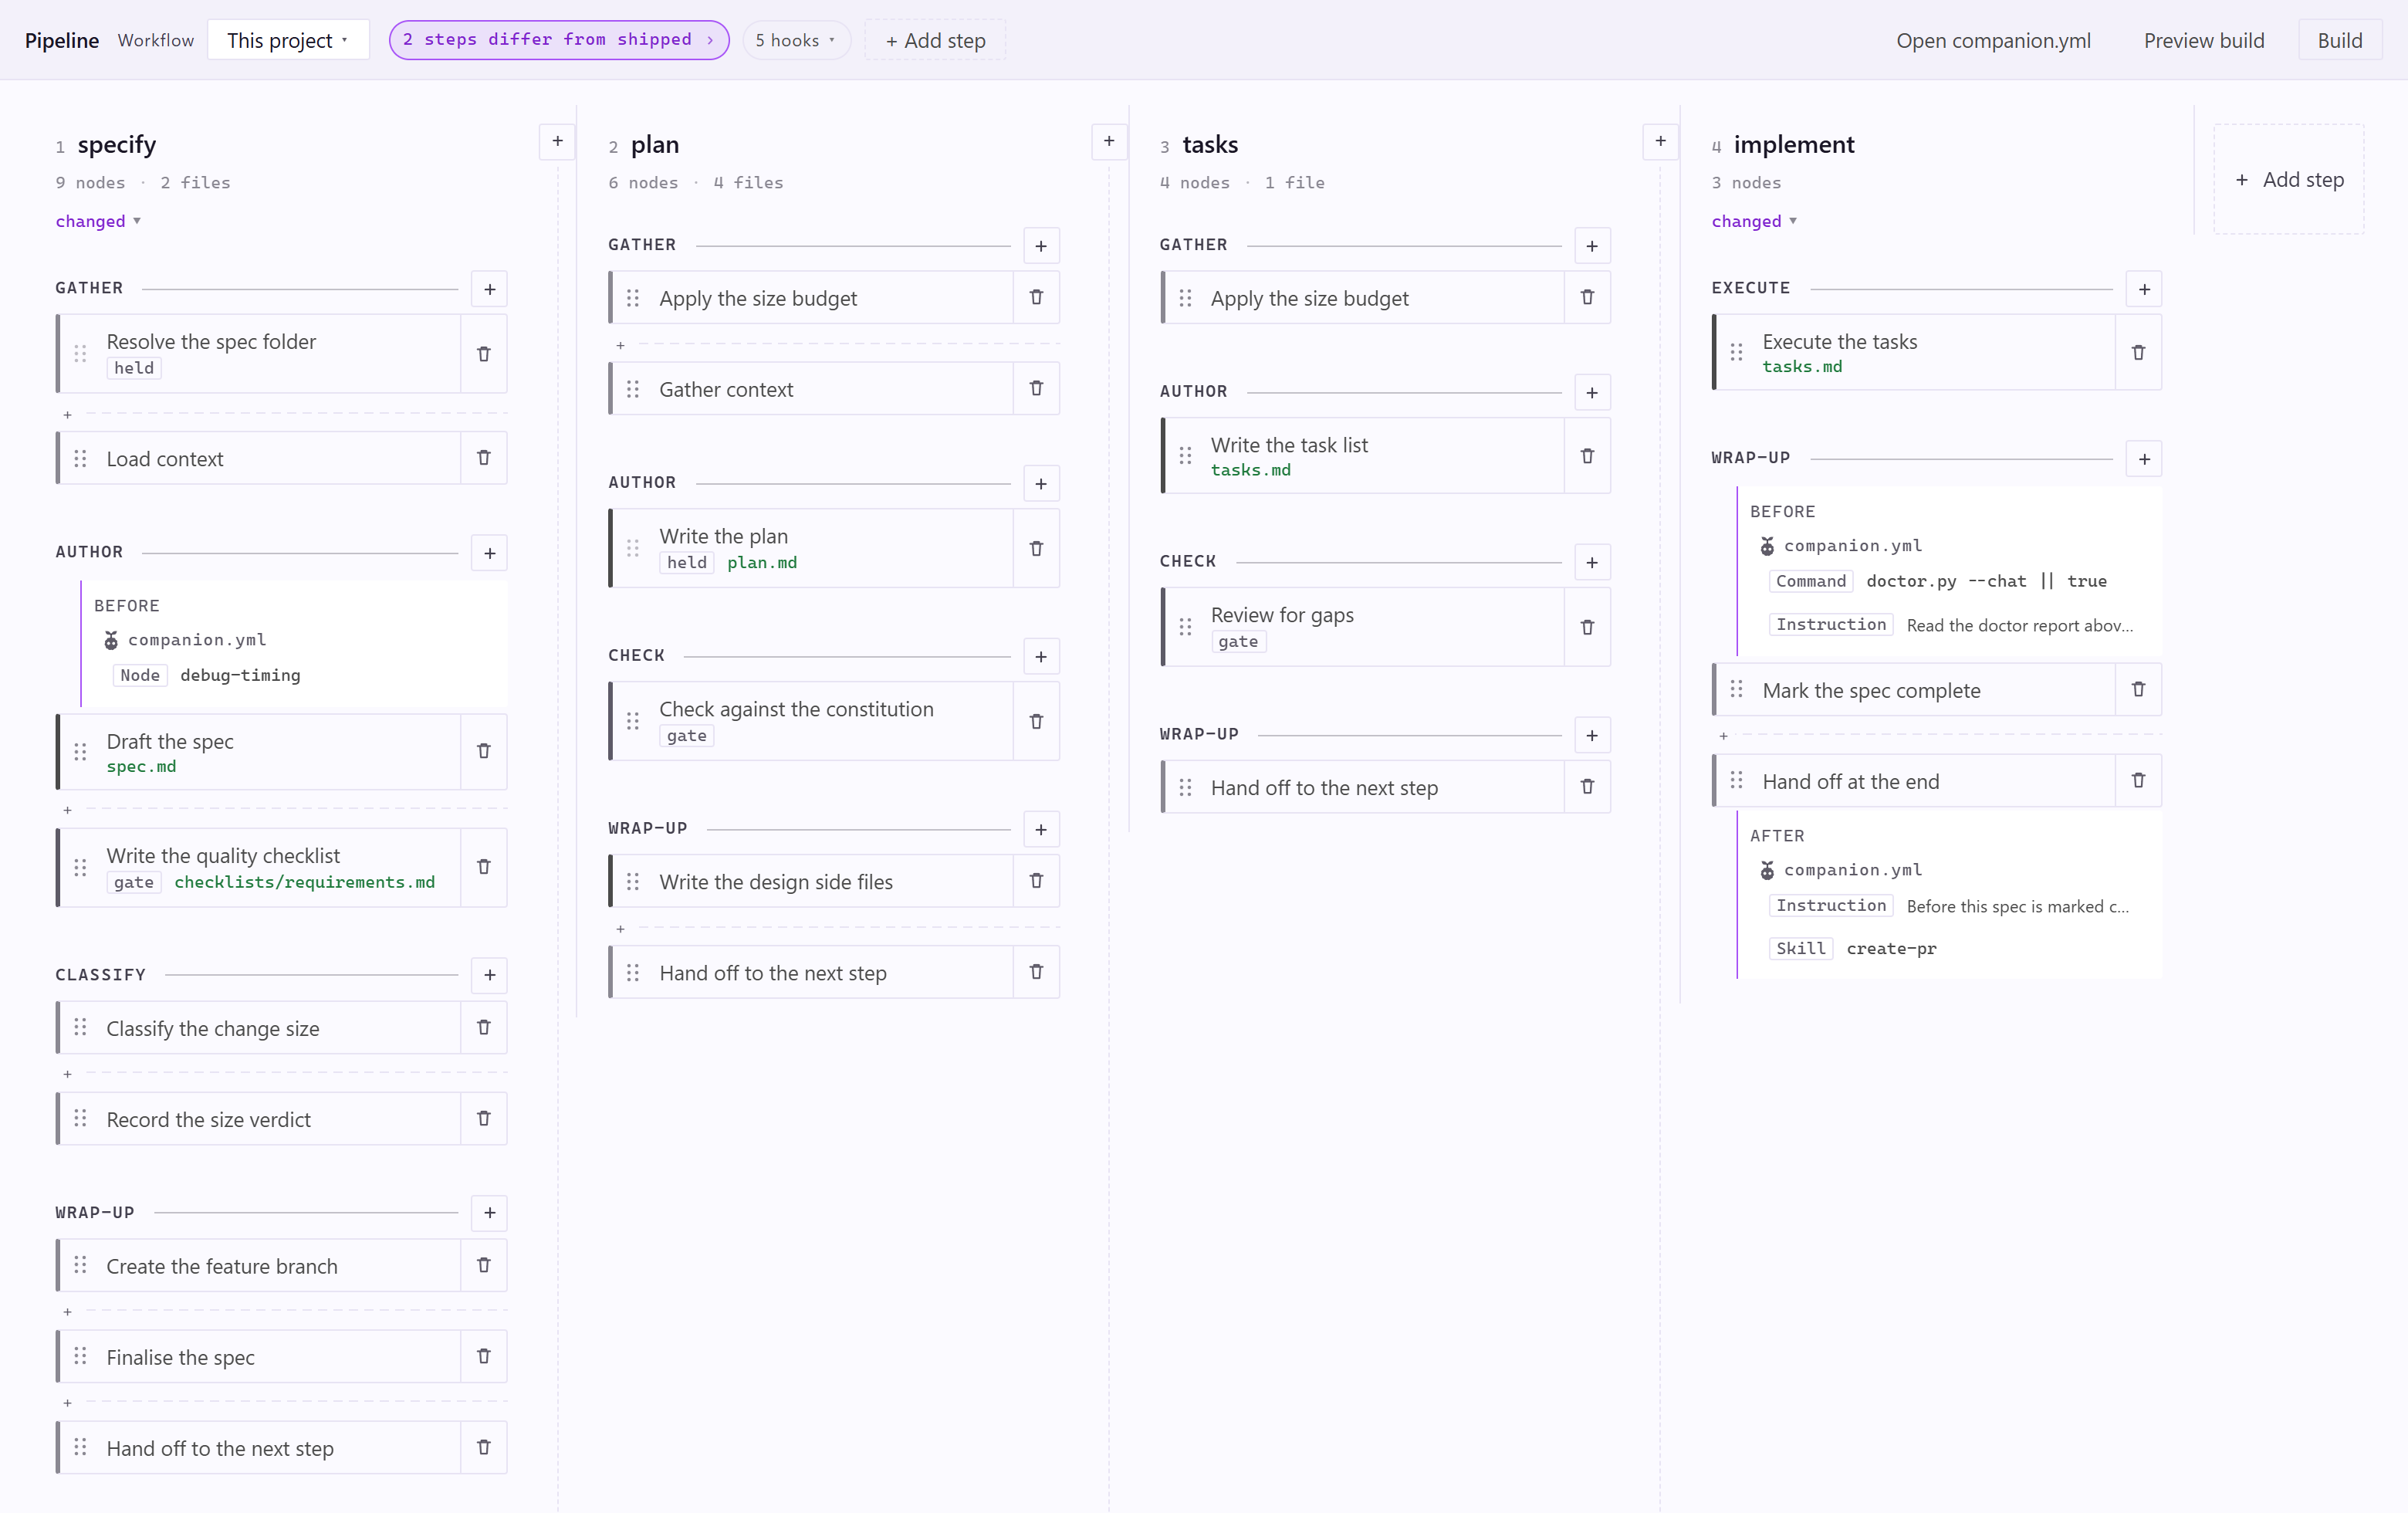 Pipeline Workflow This project 2 steps differ from shipped › 5 hooks + Add step Open companion.yml Preview build Build
1 specify
9 nodes · 2 files
changed
GATHER +
Resolve the spec folder
held
+
Load context
AUTHOR +
BEFORE
companion.yml
Node debug-timing
Draft the spec
spec.md
+
Write the quality checklist
gate checklists/requirements.md
CLASSIFY +
Classify the change size
+
Record the size verdict
WRAP-UP +
Create the feature branch
+
Finalise the spec
+
Hand off to the next step
+
2 plan
6 nodes · 4 files
GATHER +
Apply the size budget
+
Gather context
AUTHOR +
Write the plan
held plan.md
CHECK +
Check against the constitution
gate
WRAP-UP +
Write the design side files
+
Hand off to the next step
+
3 tasks
4 nodes · 1 file
GATHER +
Apply the size budget
AUTHOR +
Write the task list
tasks.md
CHECK +
Review for gaps
gate
WRAP-UP +
Hand off to the next step
+
4 implement
3 nodes
changed
EXECUTE +
Execute the tasks
tasks.md
WRAP-UP +
BEFORE
companion.yml
Command doctor.py --chat || true
Instruction Read the doctor report abov...
Mark the spec complete
+
Hand off at the end
AFTER
companion.yml
Instruction Before this spec is marked c...
Skill create-pr
+ Add step